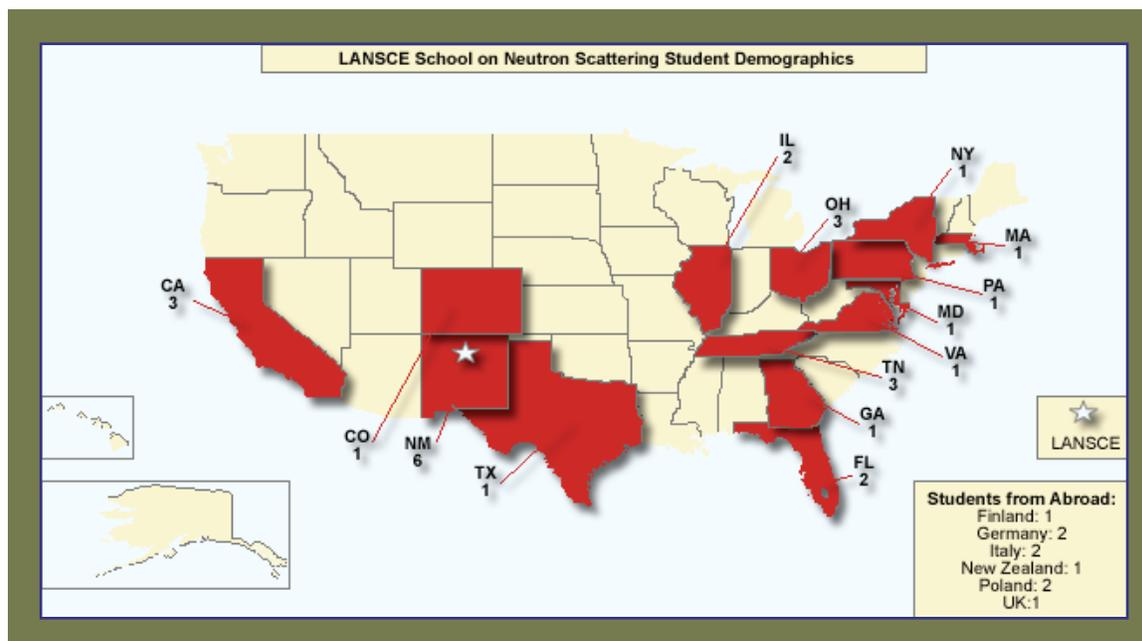 LANSCE School on Neutron Scattering Student Demographics
IL
2
NY
1
OH
3
MA
1
CA
3
PA
1
MD
1
VA
1
TN
3
GA
1
CO
1
NM
6
TX
1
FL
2
LANSCE
Students from Abroad:
Finland: 1
Germany: 2
Italy: 2
New Zealand: 1
Poland: 2
UK:1